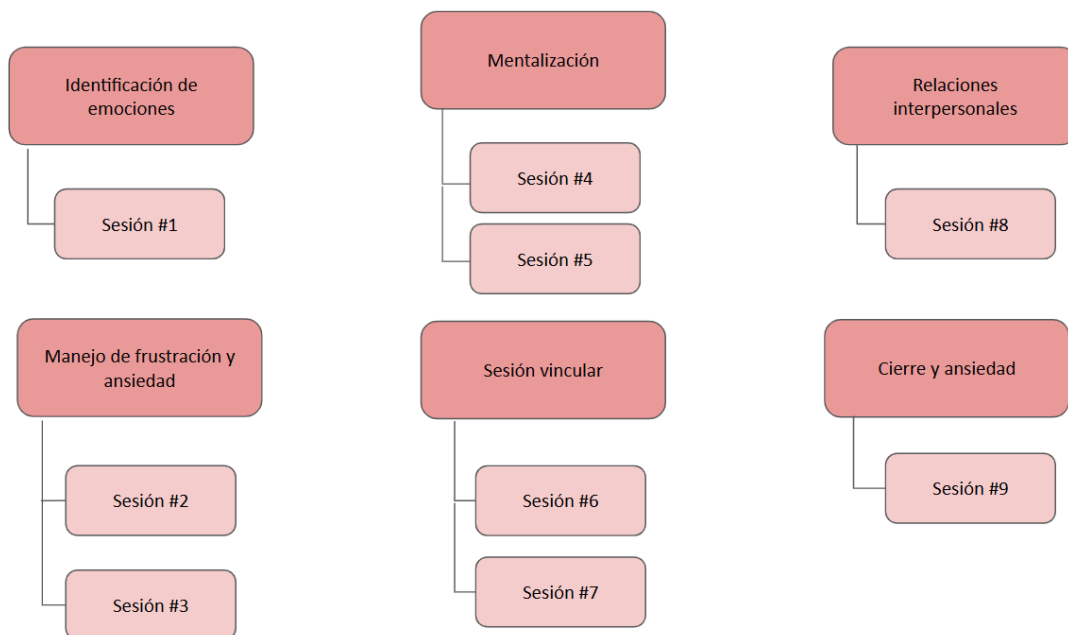 Identificación de
emociones
Sesión #1
Manejo de frustración y
ansiedad
Sesión #2
Sesión #3
Mentalización
Sesión #4
Sesión #5
Sesión vincular
Sesión #6
Sesión #7
Relaciones
interpersonales
Sesión #8
Cierre y ansiedad
Sesión #9